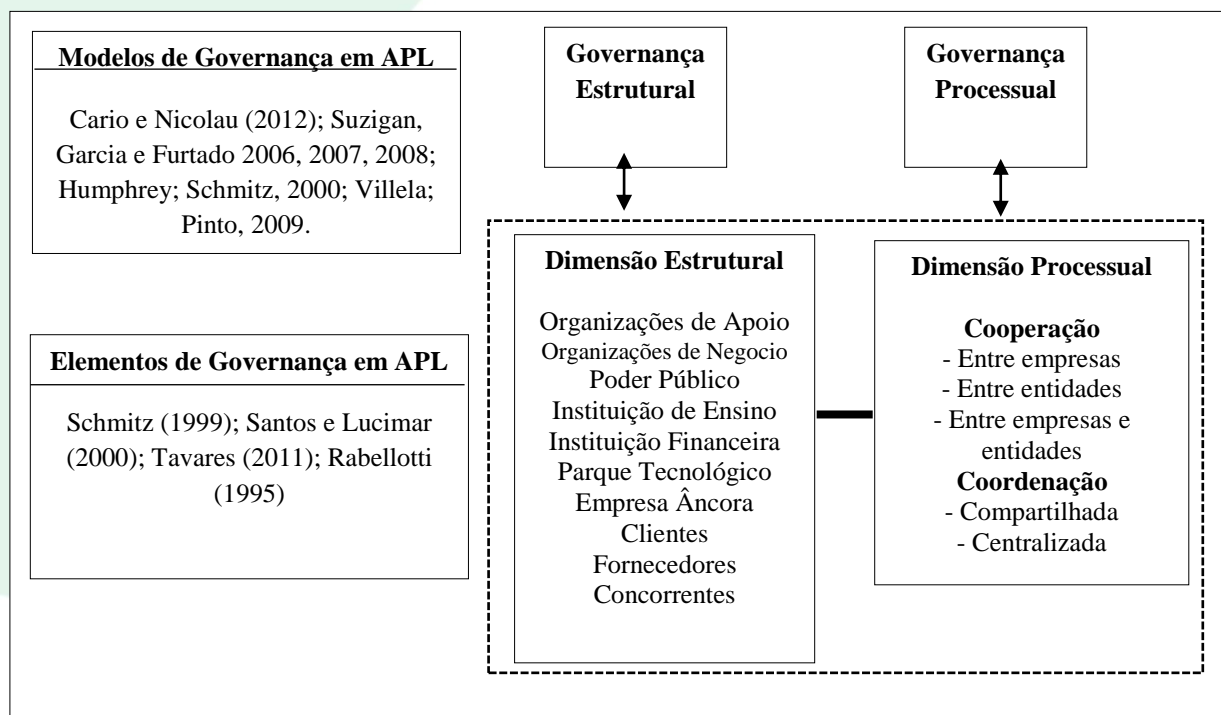 Modelos de Governança em APL
Cario e Nicolau (2012); Suzigan,
Garcia e Furtado 2006, 2007, 2008;
Humphrey; Schmitz, 2000; Villela;
Pinto, 2009.
Elementos de Governança em APL
Schmitz (1999); Santos e Lucimar
(2000); Tavares (2011); Rabellotti
(1995)
Governança
Estrutural
Governança
Processual
Dimensão Estrutural
Organizações de Apoio
Organizações de Negocio
Poder Público
Instituição de Ensino
Instituição Financeira
Parque Tecnológico
Empresa Âncora
Clientes
Fornecedores
Concorrentes
Dimensão Processual
Cooperação
- Entre empresas
- Entre entidades
- Entre empresas e
entidades
Coordenação
- Compartilhada
- Centralizada